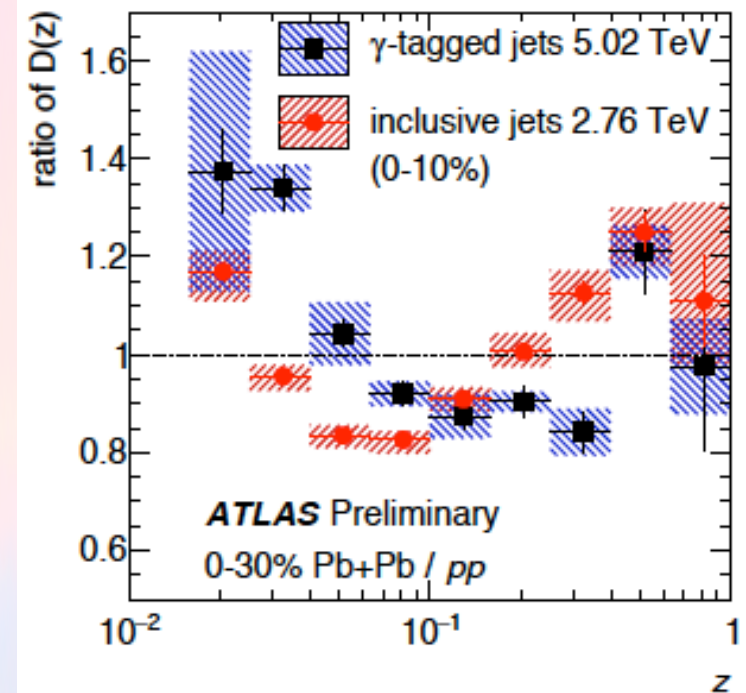 ratio of D(z)
γ-tagged jets 5.02 TeV
inclusive jets 2.76 TeV
(0-10%)
1.6
1.4
1.2
1
0.8
0.6
ATLAS Preliminary
0-30% Pb+Pb / pp
10⁻²
10⁻¹
1
z